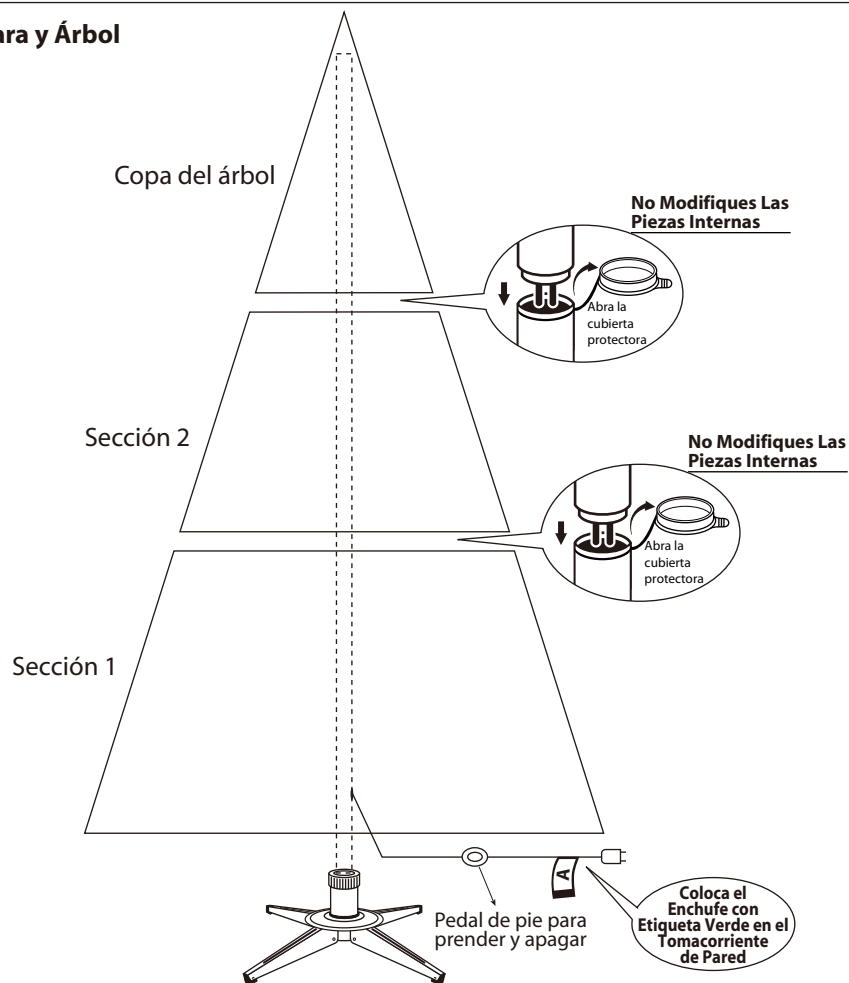 ara y Árbol
Copa del árbol
No Modifiques Las
Piezas Internas
Abra la
cubierta
protectora
Sección 2
No Modifiques Las
Piezas Internas
Abra la
cubierta
protectora
Sección 1
A
Pedal de pie para
prender y apagar
Coloca el
Enchufe con
Etiqueta Verde en el
Tomacorriente
de Pared